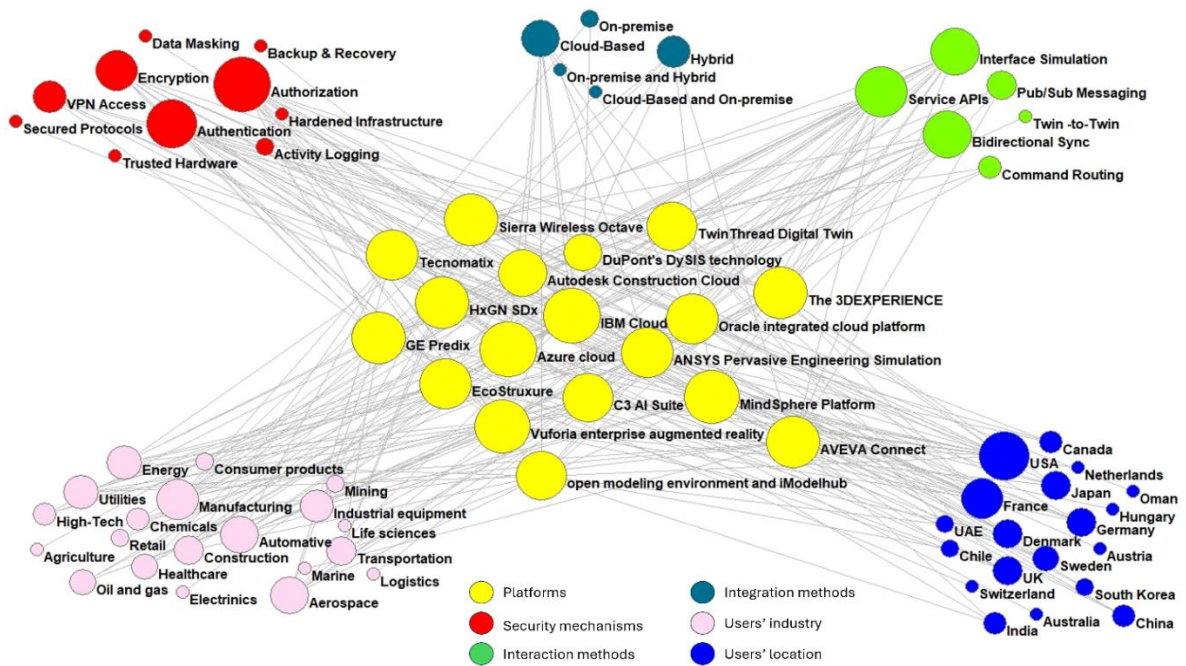 Data Masking
Backup & Recovery
Encryption
Authorization
VPN Access
Hardened Infrastructure
Secured Protocols
Authentication
Trusted Hardware
Activity Logging
On-premise
Cloud-Based
Hybrid
On-premise and Hybrid
Cloud-Based and On-premise
Interface Simulation
Service APIs
Pub/Sub Messaging
Twin -to-Twin
Bidirectional Sync
Command Routing
Sierra Wireless Octave
TwinThread Digital Twin
Tecnomatix
DuPont's DySIS technology
Autodesk Construction Cloud
The 3DEXPERIENCE
HxGN SDx
IBM Cloud
Oracle integrated cloud platform
GE Predix
Azure cloud
ANSYS Pervasive Engineering Simulation
EcoStruxure
C3 AI Suite
MindSphere Platform
Vuforia enterprise augmented reality
AVEVA Connect
open modeling environment and iModelhub
Energy
Consumer products
Utilities
Manufacturing
Mining
High-Tech
Chemicals
Industrial equipment
Retail
Automotive
Life sciences
Agriculture
Construction
Transportation
Healthcare
Marine
Logistics
Oil and gas
Electrinics
Aerospace
Canada
USA
Netherlands
Japan
Oman
France
Hungary
UAE
Germany
Denmark
Chile
Austria
Sweden
UK
Switzerland
South Korea
Australia
India
China
Platforms
Integration methods
Security mechanisms
Users' industry
Interaction methods
Users' location